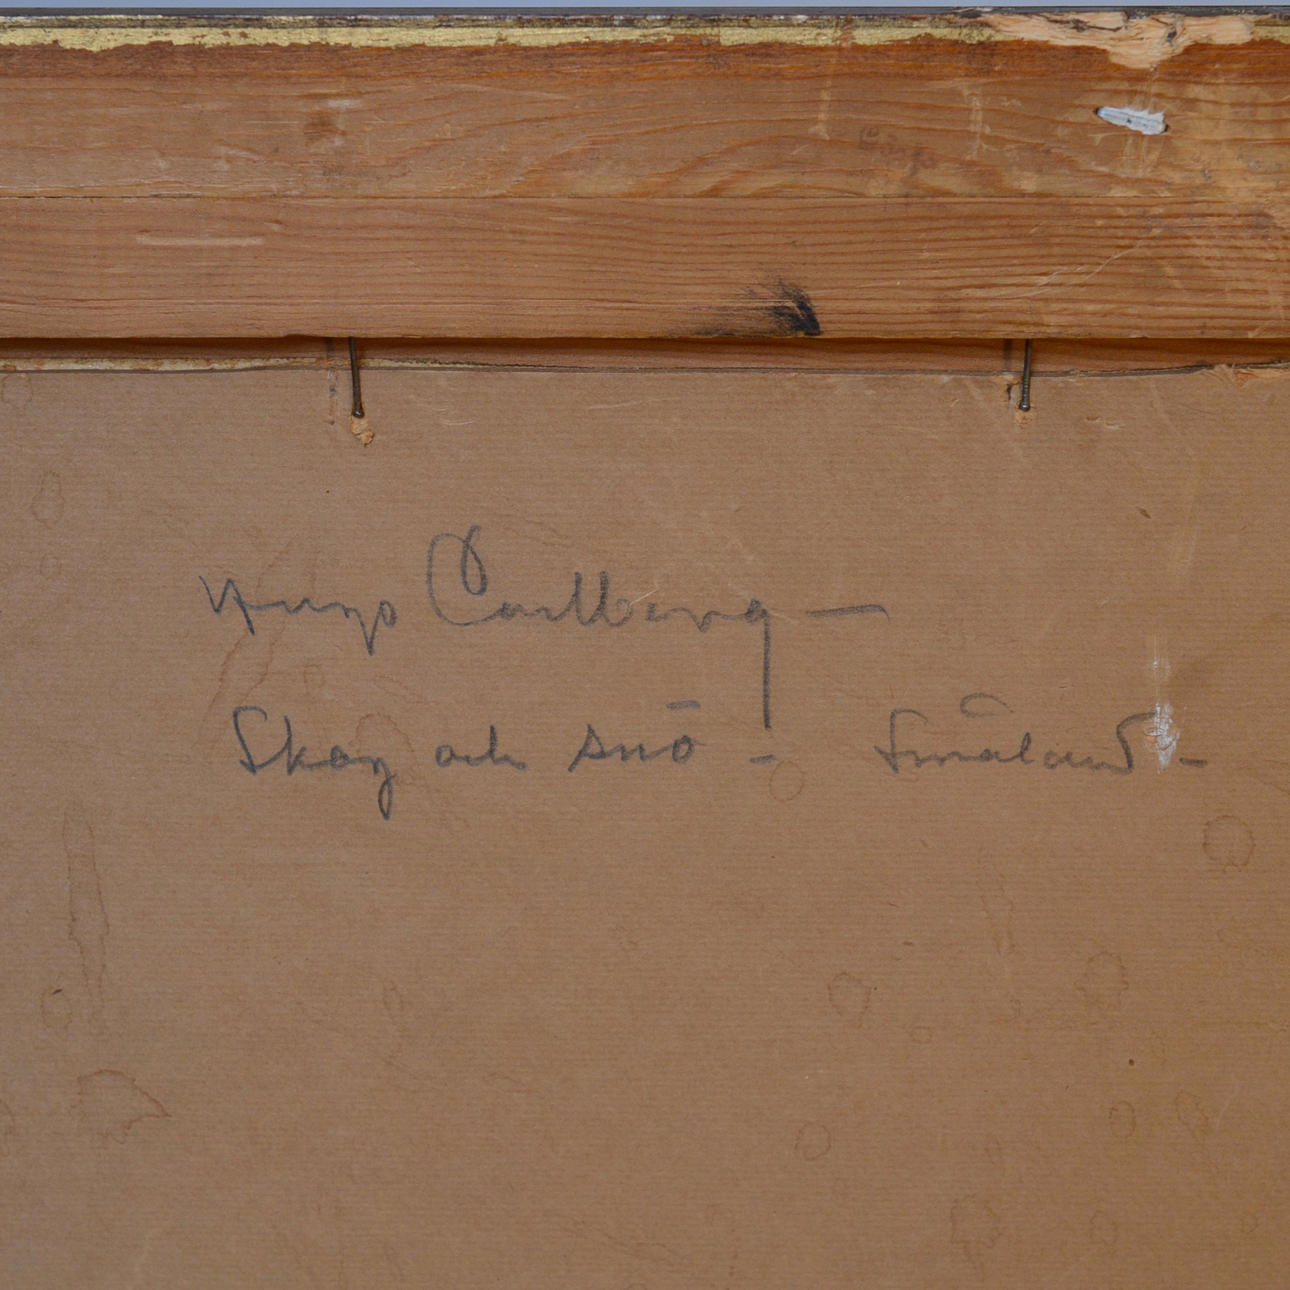 Hugo Carlberg —
Skog och snö - Småland -